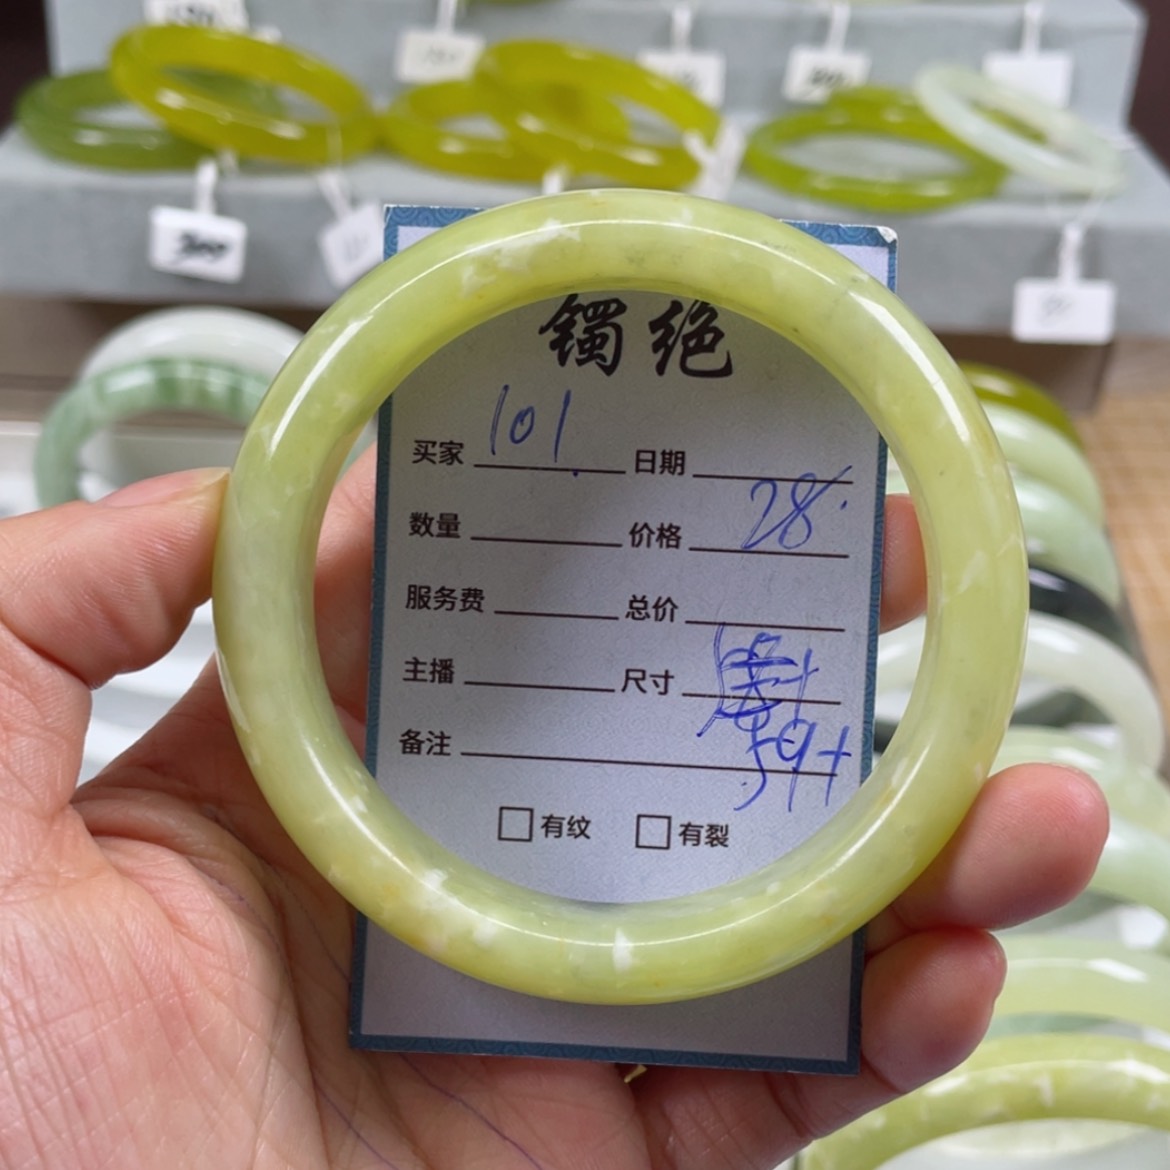 镯绝
买家 101 日期
数量 价格 28
服务费 总价
主播 尺寸
59+
备注
有纹 有裂